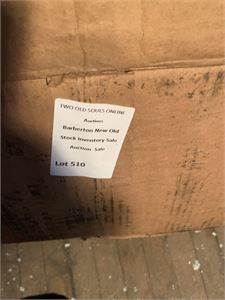 TWO OLD SOULS ONLINE
Auction
Barberton New Old
Stock Inventory Sale
Auction Sale
Lot 510